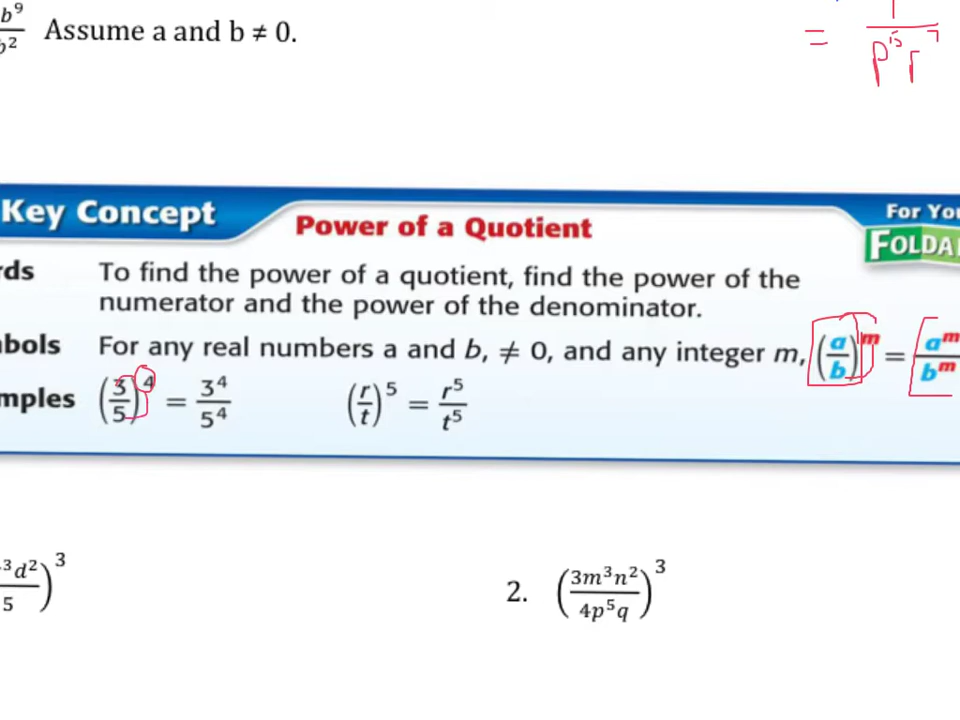 b⁹/b² Assume a and b ≠ 0.
= 1/(p¹⁵r⁷)
Key Concept
Power of a Quotient
For You
FOLDA
rds To find the power of a quotient, find the power of the
numerator and the power of the denominator.
bols For any real numbers a and b, ≠ 0, and any integer m, (a/b)ᵐ = aᵐ/bᵐ
mples (3/5)⁴ = 3⁴/5⁴ (r/t)⁵ = r⁵/t⁵
³d²/5)³
2. (3m³n²/4p⁵q)³